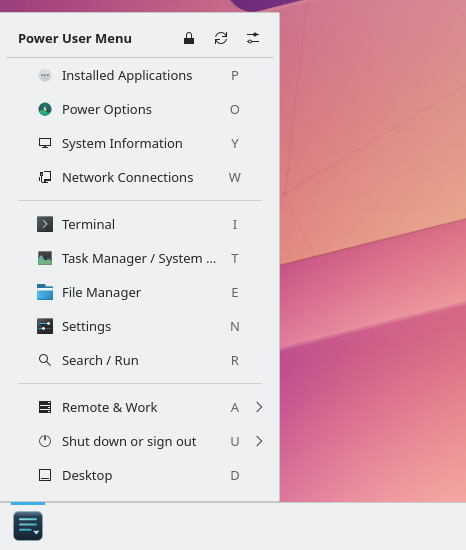 Power User Menu
Installed Applications P
Power Options O
System Information Y
Network Connections W
Terminal I
Task Manager / System ... T
File Manager E
Settings N
Search / Run R
Remote & Work A
Shut down or sign out U
Desktop D